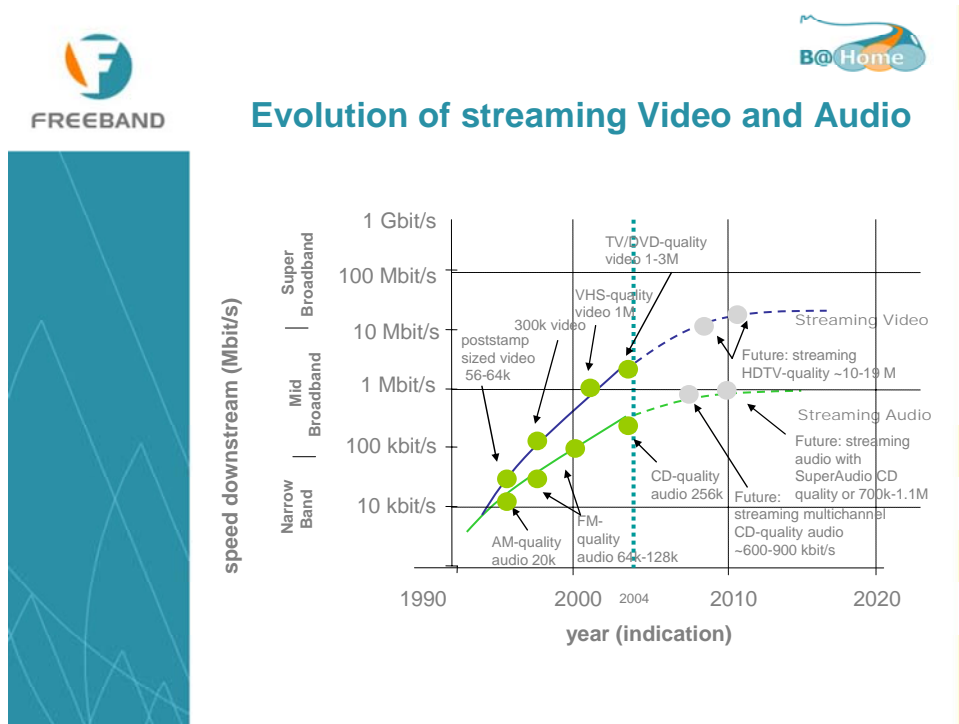 B@Home
FREEBAND
Evolution of streaming Video and Audio
speed downstream (Mbit/s)
Super
Broadband
Mid
Broadband
Narrow
Band
1 Gbit/s
100 Mbit/s
10 Mbit/s
1 Mbit/s
100 kbit/s
10 kbit/s
TV/DVD-quality
video 1-3M
VHS-quality
video 1M
300k video
poststamp
sized video
56-64k
Streaming Video
Future: streaming
HDTV-quality ~10-19 M
Streaming Audio
Future: streaming
audio with
SuperAudio CD
quality or 700k-1.1M
CD-quality
audio 256k
Future:
streaming multichannel
CD-quality audio
~600-900 kbit/s
FM-
quality
audio 64k-128k
AM-quality
audio 20k
1990
2000
2004
2010
2020
year (indication)